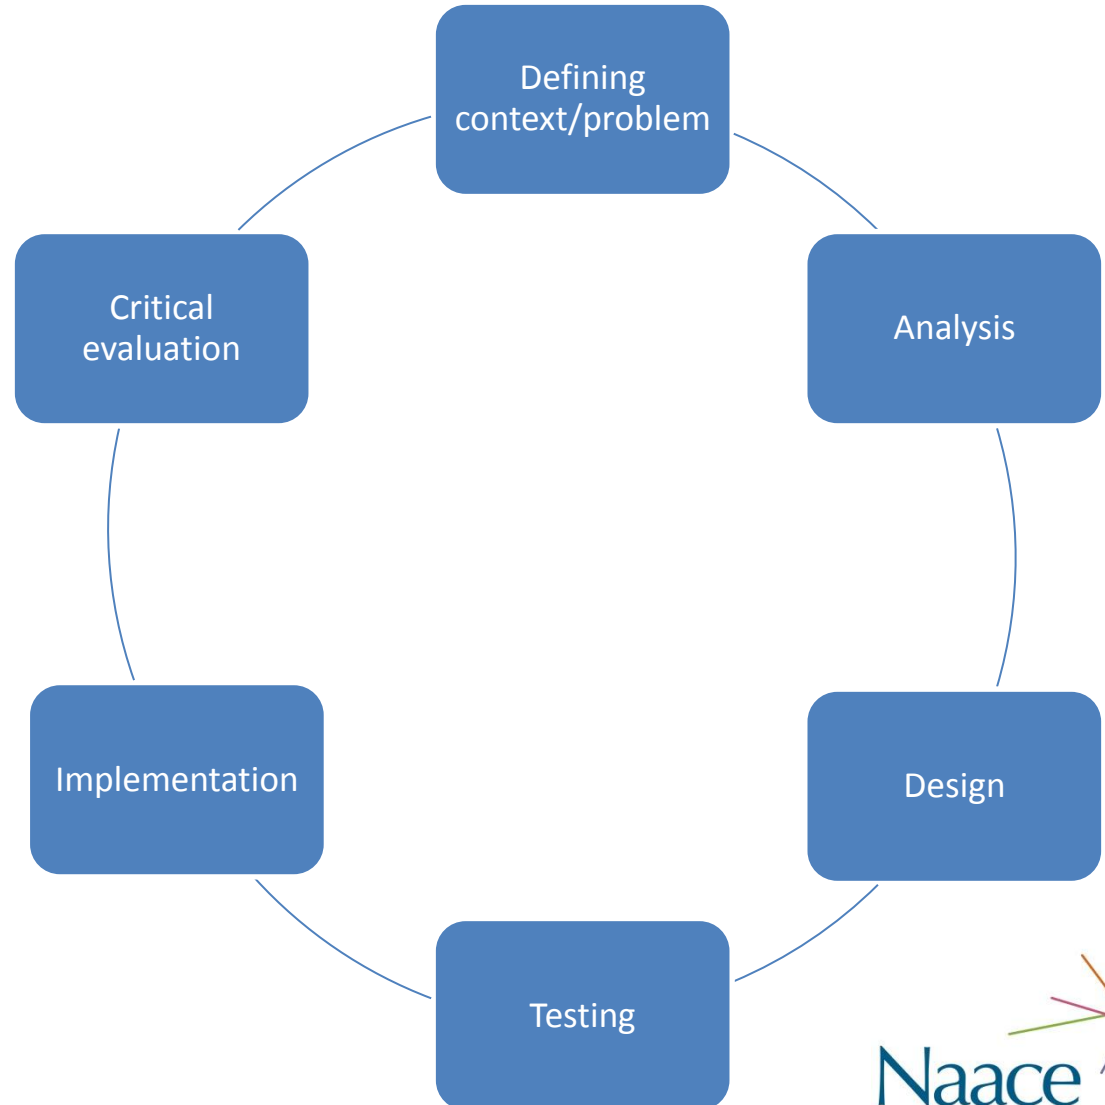 Defining
context/problem
Analysis
Design
Testing
Implementation
Critical
evaluation
Naace